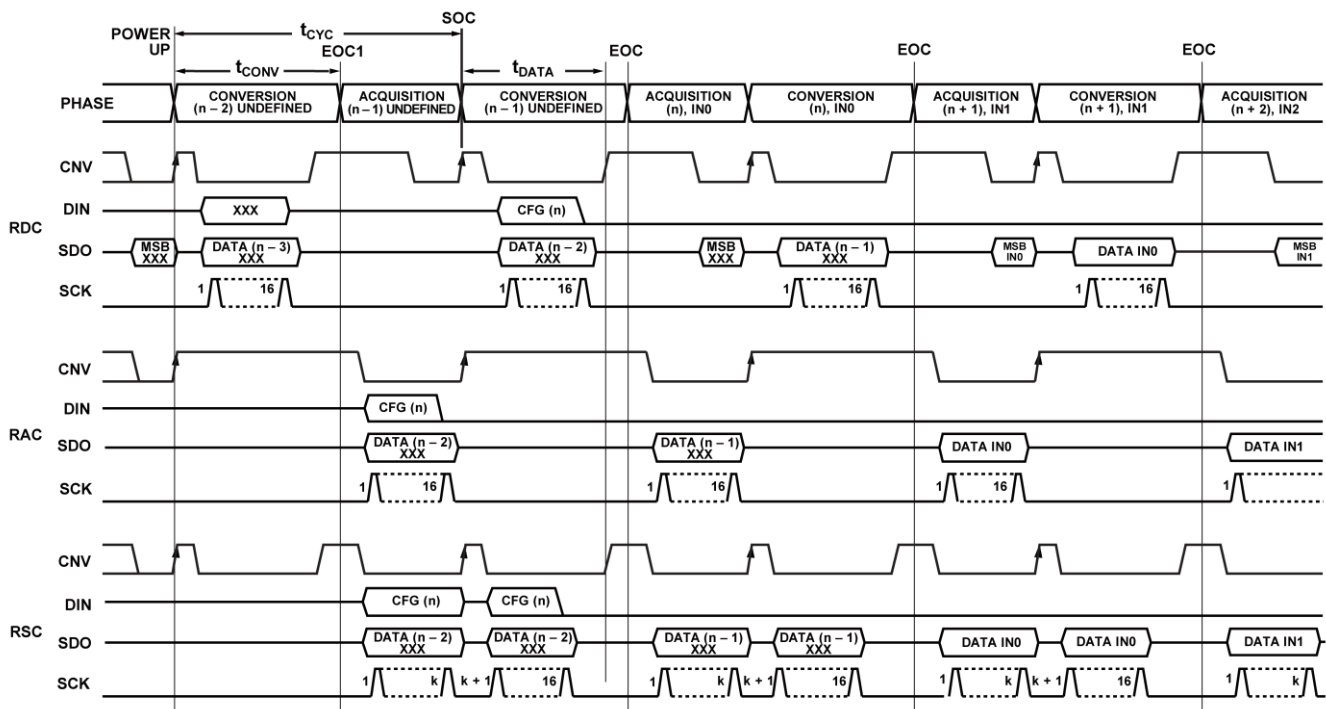 POWER UP
tCYC
SOC
EOC1
EOC
EOC
EOC
tCONV
tDATA
PHASE
CONVERSION (n – 2) UNDEFINED
ACQUISITION (n – 1) UNDEFINED
CONVERSION (n – 1) UNDEFINED
ACQUISITION (n), IN0
CONVERSION (n), IN0
ACQUISITION (n + 1), IN1
CONVERSION (n + 1), IN1
ACQUISITION (n + 2), IN2
RDC
CNV
DIN
XXX
CFG (n)
SDO
MSB XXX
DATA (n – 3) XXX
DATA (n – 2) XXX
MSB XXX
DATA (n – 1) XXX
MSB IN0
DATA IN0
MSB IN1
SCK
1 16
1 16
1 16
1 16
RAC
CNV
DIN
CFG (n)
SDO
DATA (n – 2) XXX
DATA (n – 1) XXX
DATA IN0
DATA IN1
SCK
1 16
1 16
1 16
1
RSC
CNV
DIN
CFG (n)
CFG (n)
SDO
DATA (n – 2) XXX
DATA (n – 2) XXX
DATA (n – 1) XXX
DATA (n – 1) XXX
DATA IN0
DATA IN0
DATA IN1
SCK
1 k k + 1 16
1 k k + 1 16
1 k k + 1 16
1 k